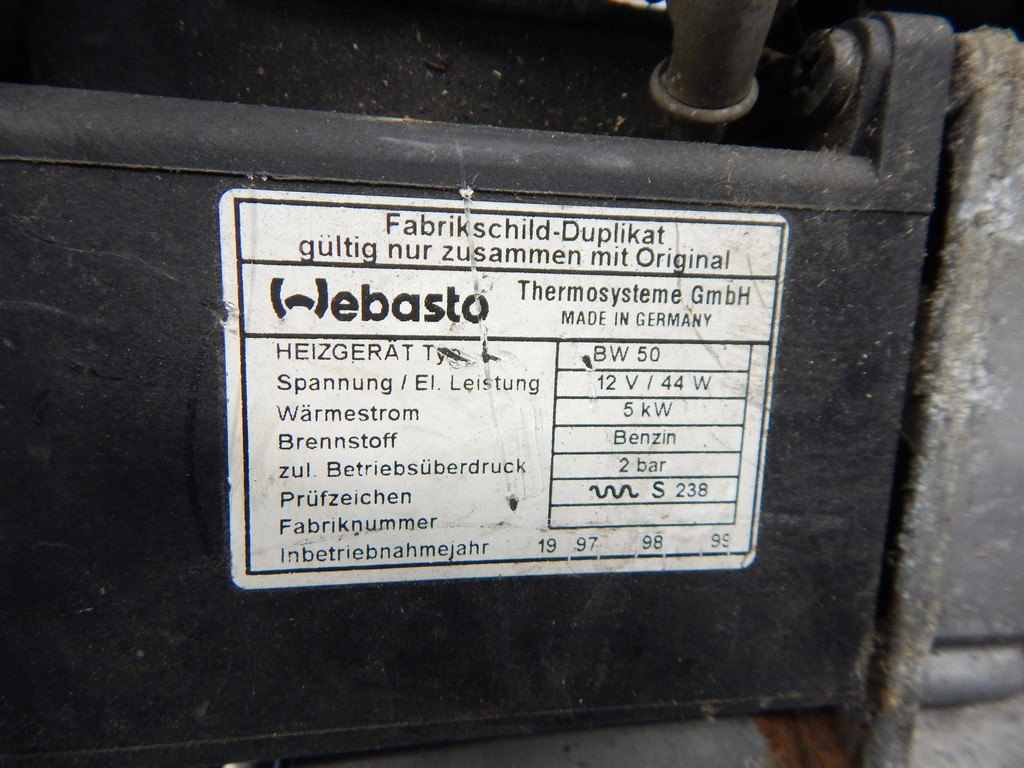 Fabrikschild-Duplikat
gültig nur zusammen mit Original
Webasto Thermosysteme GmbH
MADE IN GERMANY
HEIZGERÄT BW 50
Spannung / El. Leistung 12 V / 44 W
Wärmestrom 5 kW
Brennstoff Benzin
zul. Betriebsüberdruck 2 bar
Prüfzeichen S 238
Fabriknummer
Inbetriebnahmejahr 19 97 98 99